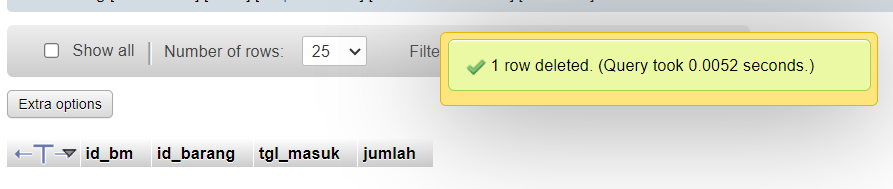 Show all
Number of rows:
25
Filte
1 row deleted. (Query took 0.0052 seconds.)
Extra options
id_bm id_barang tgl_masuk jumlah